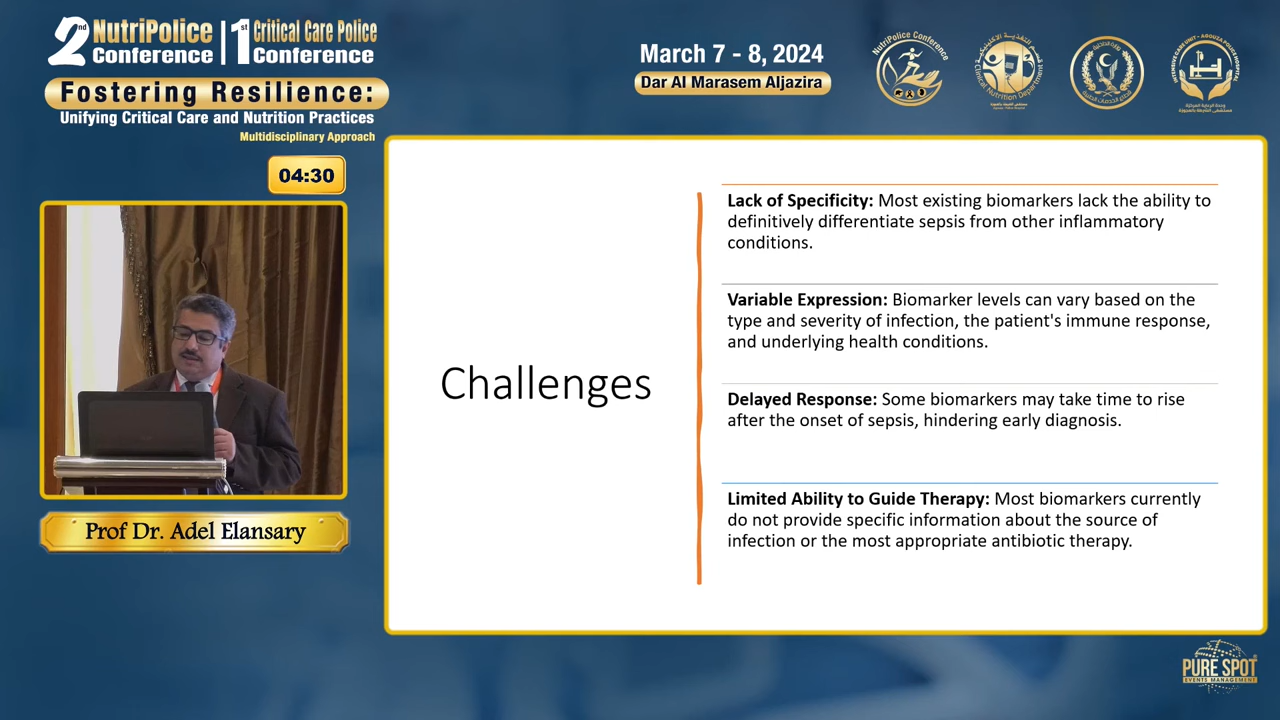 2nd NutriPolice Conference | 1st Critical Care Police Conference
Fostering Resilience:
Unifying Critical Care and Nutrition Practices
Multidisciplinary Approach
March 7 - 8, 2024
Dar Al Marasem Aljazira
NutriPolice Conference
04:30
Prof Dr. Adel Elansary
Challenges
Lack of Specificity: Most existing biomarkers lack the ability to
definitively differentiate sepsis from other inflammatory
conditions.
Variable Expression: Biomarker levels can vary based on the
type and severity of infection, the patient's immune response,
and underlying health conditions.
Delayed Response: Some biomarkers may take time to rise
after the onset of sepsis, hindering early diagnosis.
Limited Ability to Guide Therapy: Most biomarkers currently
do not provide specific information about the source of
infection or the most appropriate antibiotic therapy.
PURE SPOT
EVENTS MANAGEMENT